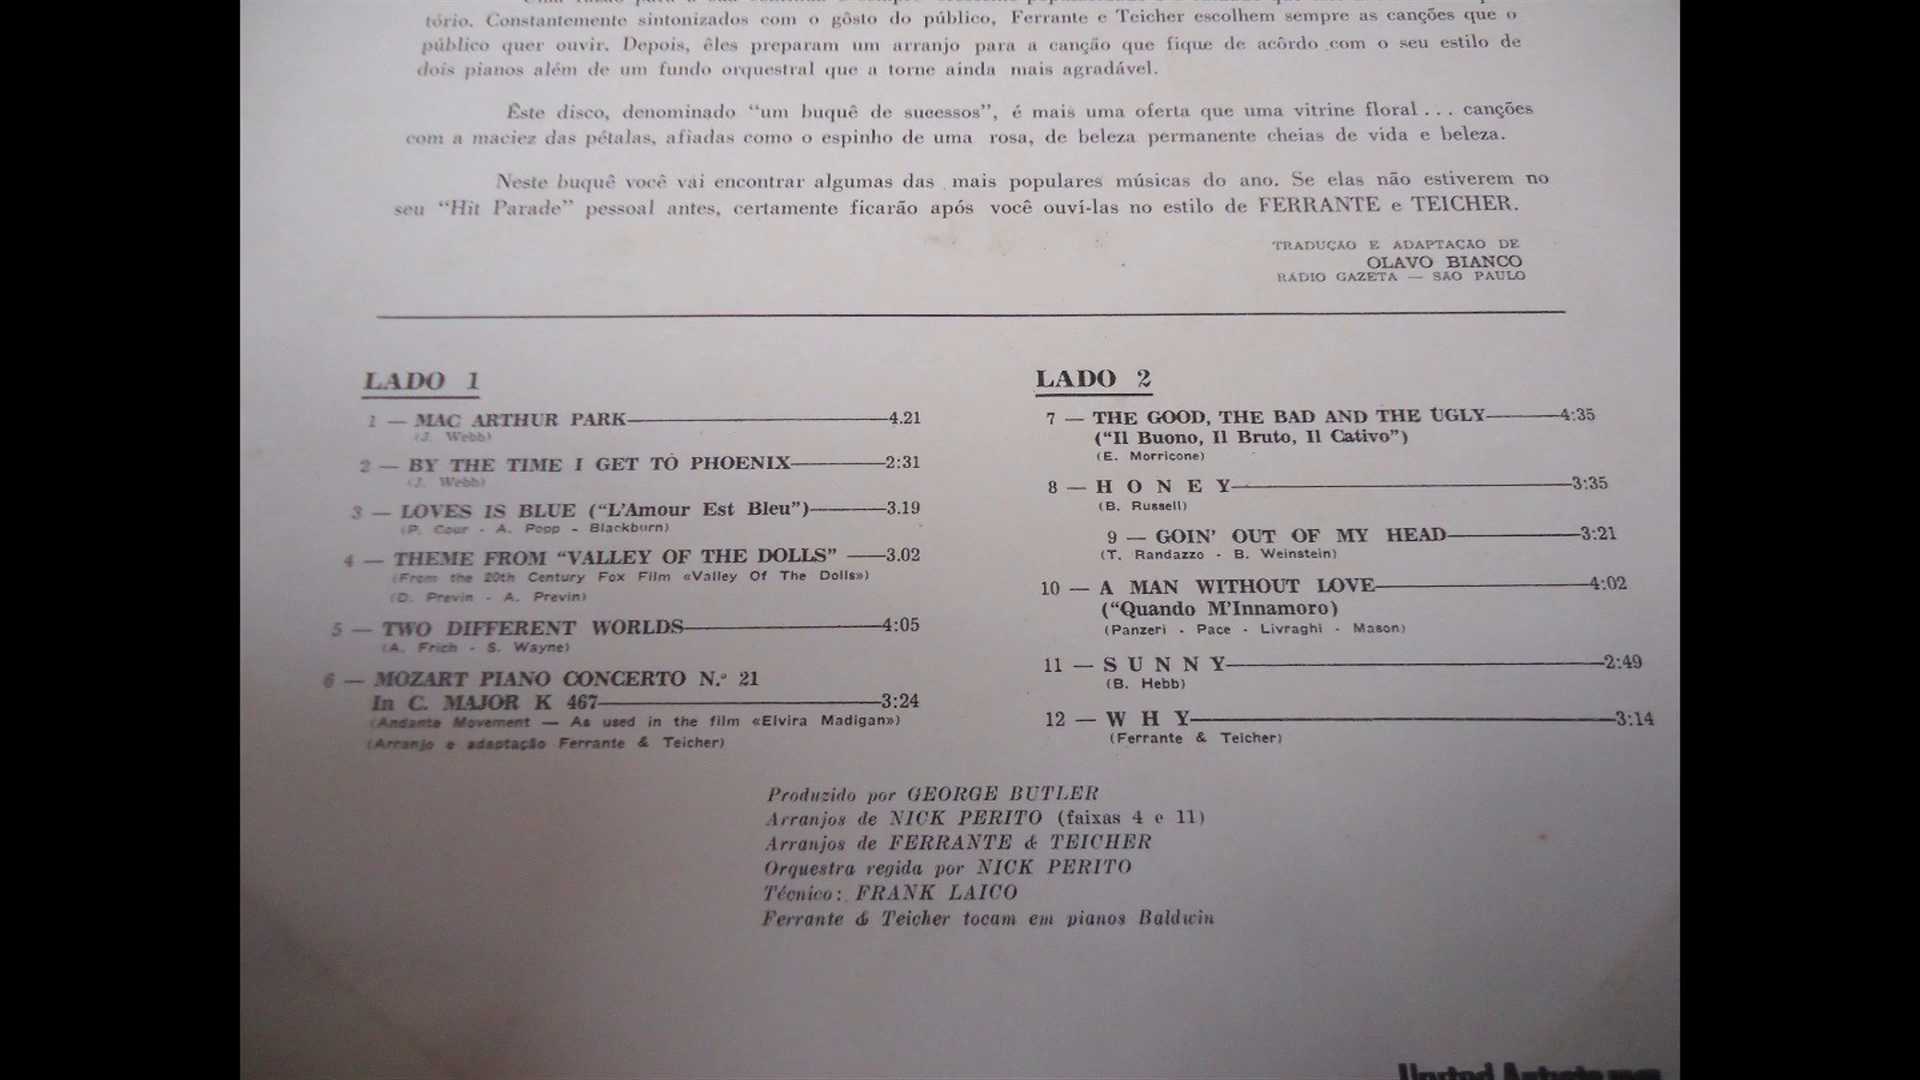 tório. Constantemente sintonizados com o gôsto do público, Ferrante e Teicher escolhem sempre as canções que o
público quer ouvir. Depois, êles preparam um arranjo para a canção que fique de acôrdo com o seu estilo de
dois pianos além de um fundo orquestral que a torne ainda mais agradável.
Êste disco, denominado “um buquê de sucessos”, é mais uma oferta que uma vitrine floral . . . canções
com a maciez das pétalas, afiadas como o espinho de uma rosa, de beleza permanente cheias de vida e beleza.
Neste buquê você vai encontrar algumas das mais populares músicas do ano. Se elas não estiverem no
seu “Hit Parade” pessoal antes, certamente ficarão após você ouví-las no estilo de FERRANTE e TEICHER.
TRADUÇÃO E ADAPTAÇÃO DE
OLAVO BIANCO
RÁDIO GAZETA — SÃO PAULO
LADO 1
1 — MAC ARTHUR PARK 4.21
(J. Webb)
2 — BY THE TIME I GET TO PHOENIX 2:31
(J. Webb)
3 — LOVES IS BLUE (“L'Amour Est Bleu”) 3.19
(P. Cour - A. Popp - Blackburn)
4 — THEME FROM “VALLEY OF THE DOLLS” 3.02
(From the 20th Century Fox Film «Valley Of The Dolls»)
(D. Previn - A. Previn)
5 — TWO DIFFERENT WORLDS 4:05
(A. Frich - S. Wayne)
6 — MOZART PIANO CONCERTO N.º 21
In C. MAJOR K 467 3:24
(Andante Movement — As used in the film «Elvira Madigan»)
(Arranjo e adaptação Ferrante & Teicher)
LADO 2
7 — THE GOOD, THE BAD AND THE UGLY 4:35
(“Il Buono, Il Bruto, Il Cativo”)
(E. Morricone)
8 — H O N E Y 3:35
(B. Russell)
9 — GOIN' OUT OF MY HEAD 3:21
(T. Randazzo - B. Weinstein)
10 — A MAN WITHOUT LOVE 4:02
(“Quando M'Innamoro)
(Panzeri - Pace - Livraghi - Mason)
11 — S U N N Y 2:49
(B. Hebb)
12 — W H Y 3:14
(Ferrante & Teicher)
Produzido por GEORGE BUTLER
Arranjos de NICK PERITO (faixas 4 e 11)
Arranjos de FERRANTE & TEICHER
Orquestra regida por NICK PERITO
Técnico: FRANK LAICO
Ferrante & Teicher tocam em pianos Baldwin
United Artists